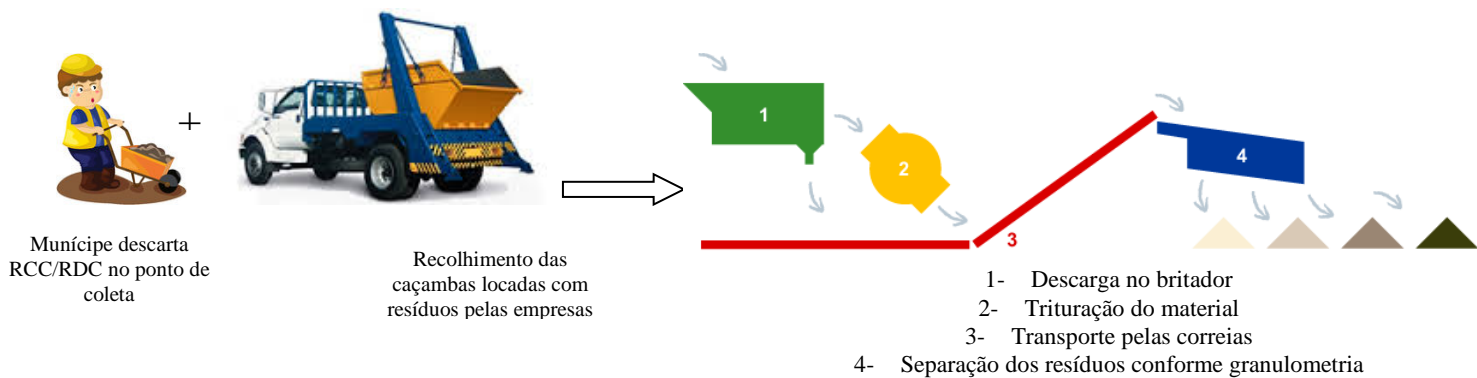 +
1
2
3
4
Munícipe descarta
RCC/RDC no ponto de
coleta
Recolhimento das
caçambas locadas com
resíduos pelas empresas
1- Descarga no britador
2- Trituração do material
3- Transporte pelas correias
4- Separação dos resíduos conforme granulometria